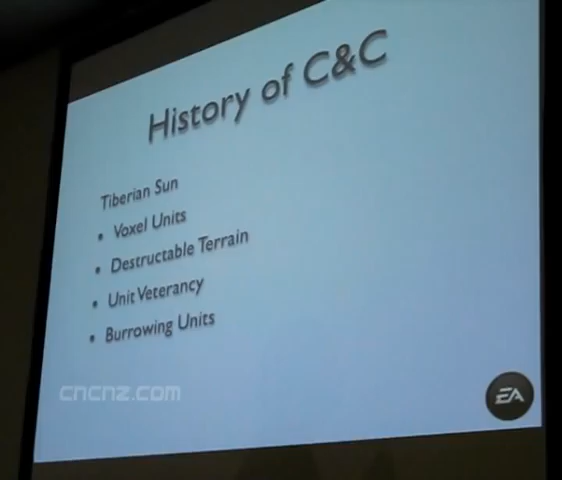 History of C&C
Tiberian Sun
• Voxel Units
• Destructable Terrain
• Unit Veterancy
• Burrowing Units
cncnz.com
EA